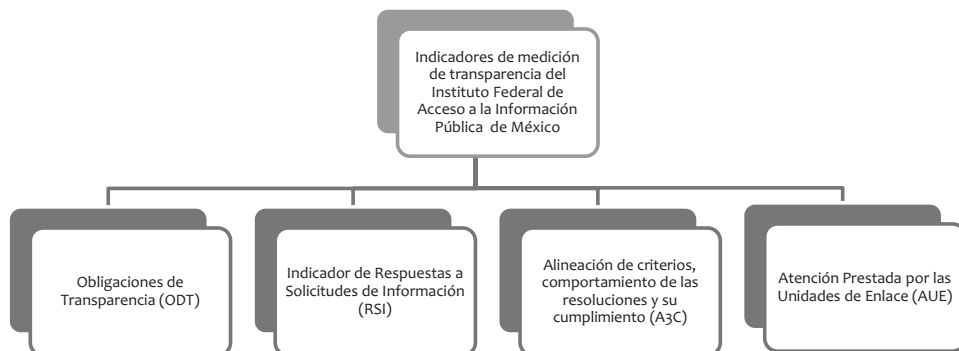 Indicadores de medición
de transparencia del
Instituto Federal de
Acceso a la Información
Pública de México
Obligaciones de
Transparencia (ODT)
Indicador de Respuestas a
Solicitudes de Información
(RSI)
Alineación de criterios,
comportamiento de las
resoluciones y su
cumplimiento (A3C)
Atención Prestada por las
Unidades de Enlace (AUE)